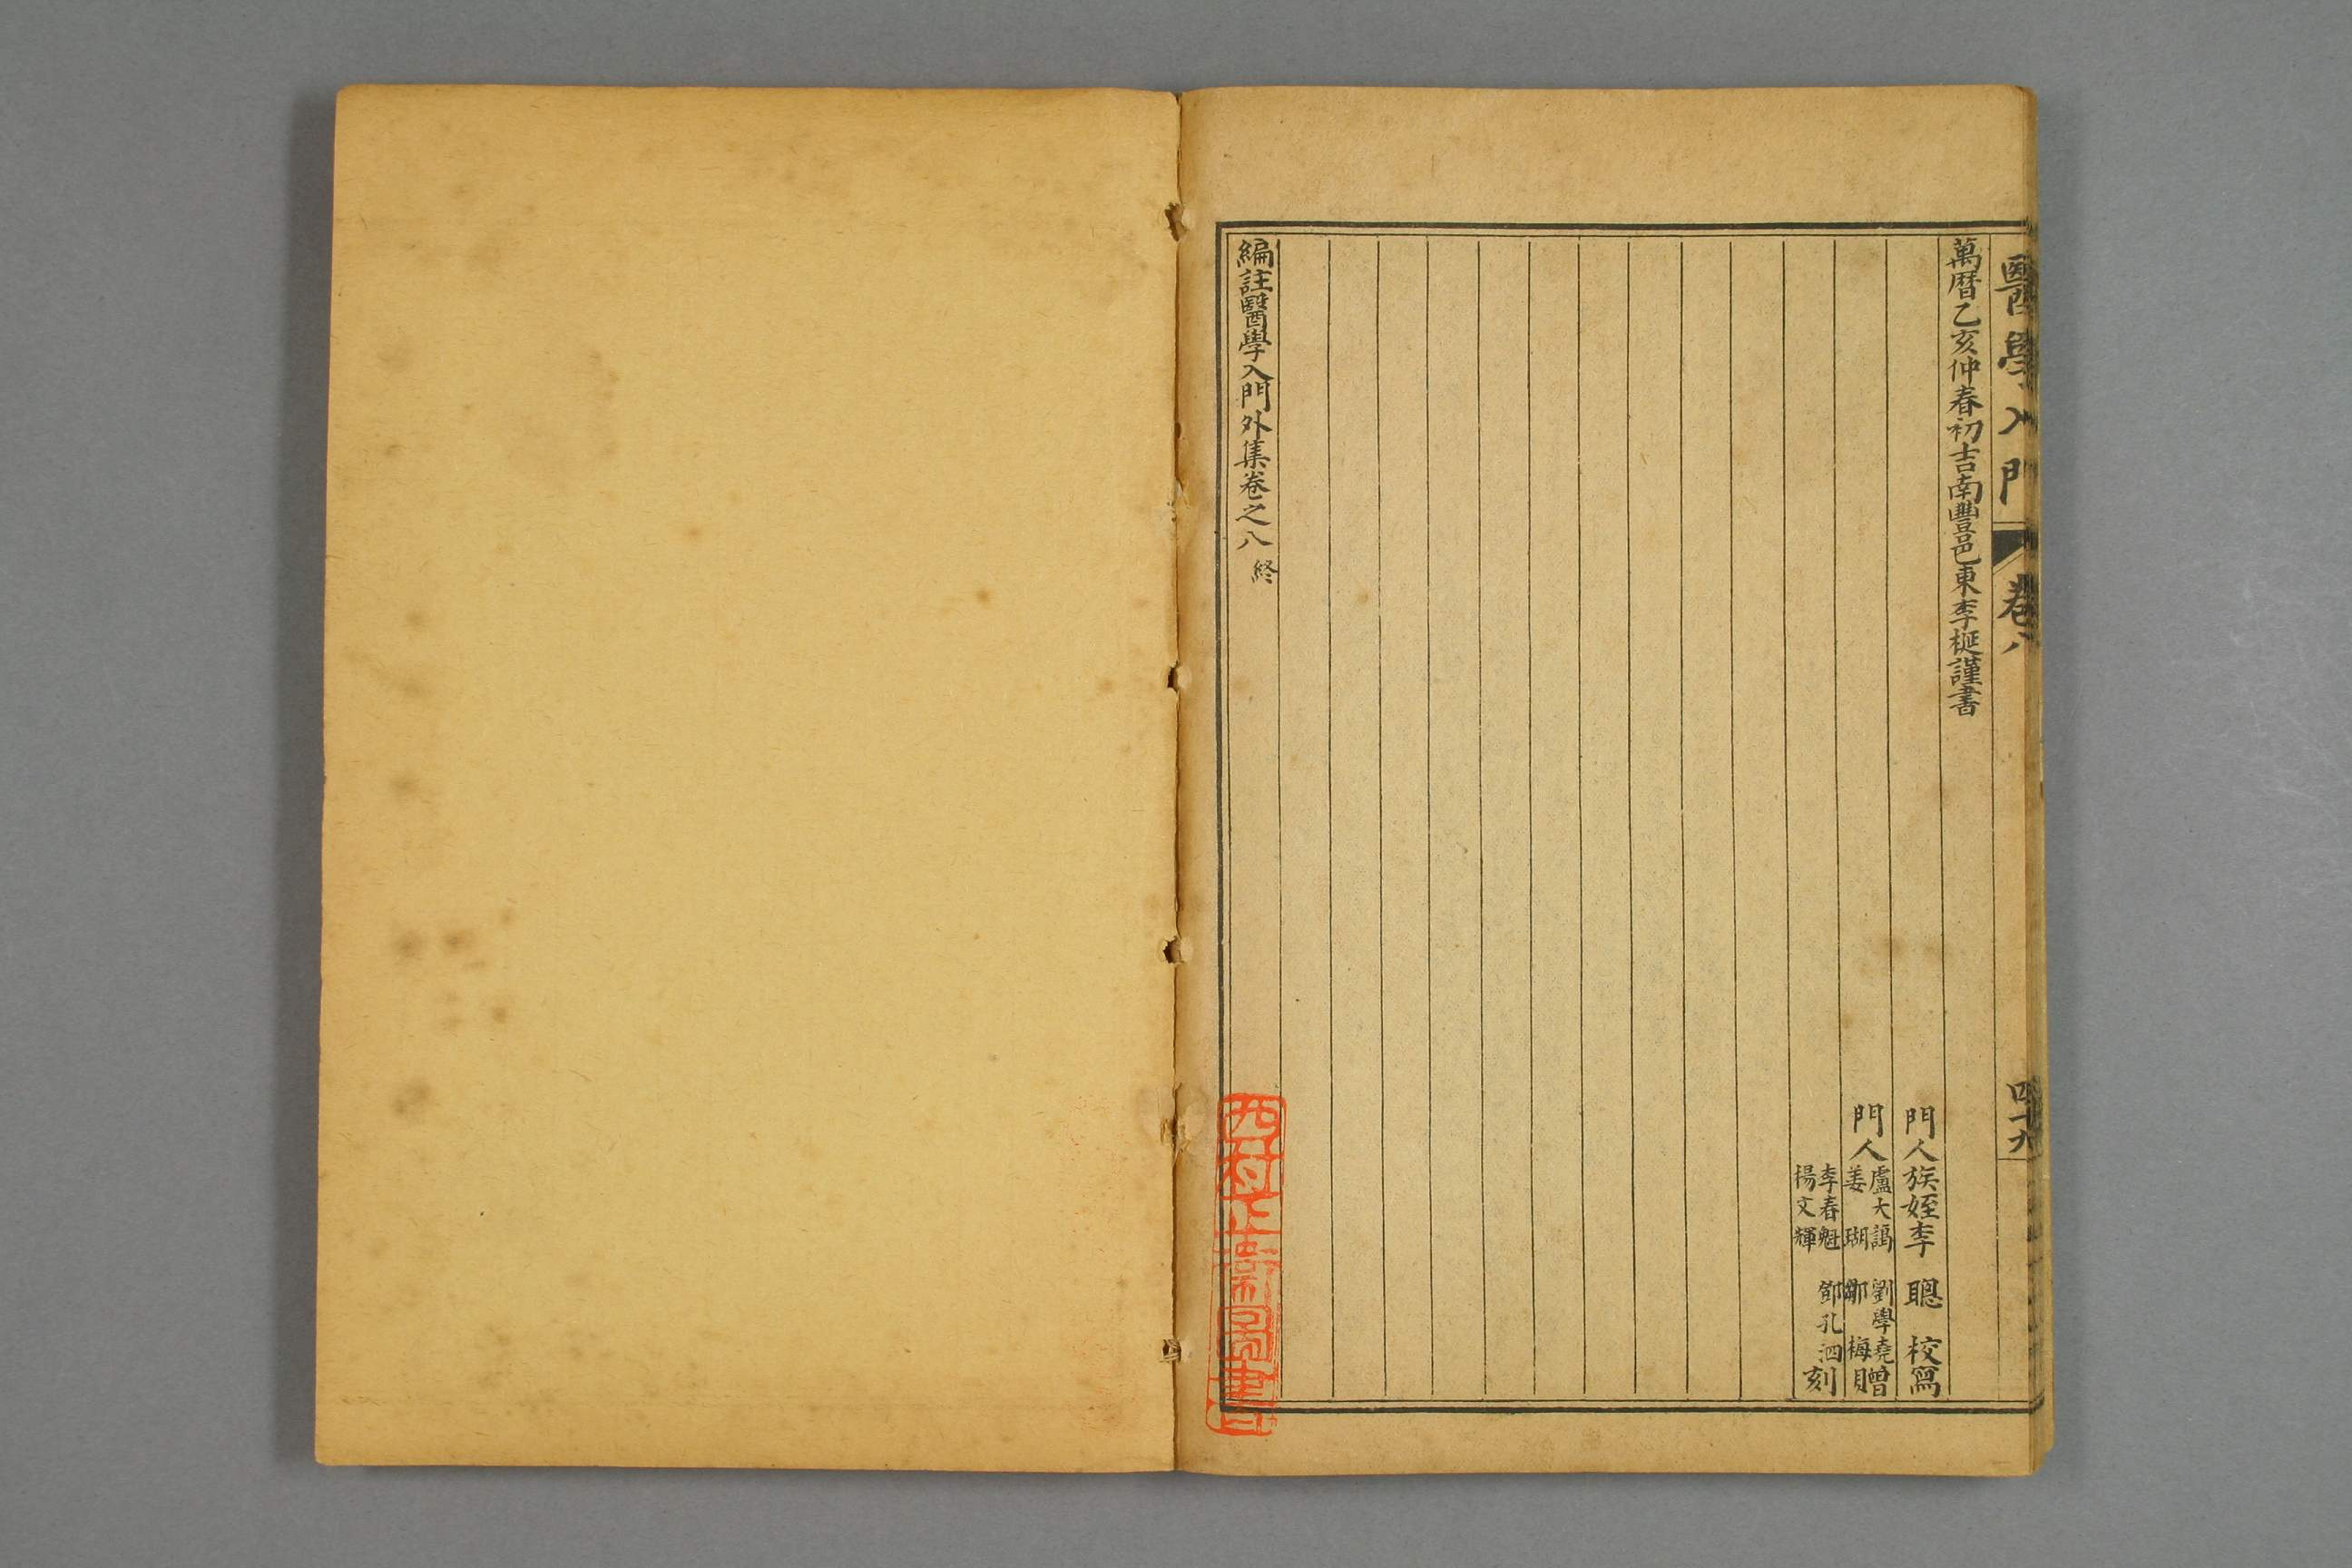 醫學入門 卷八 四十九
萬曆乙亥仲春初吉南豐邑東李梴謹書
門人族姪李 聰 校寫
門人 盧大謁 劉學堯 贈
姜 瑚 鄒 梅
李春魁 鄧孔泗 刻
楊文輝
編註醫學入門外集卷之八 終